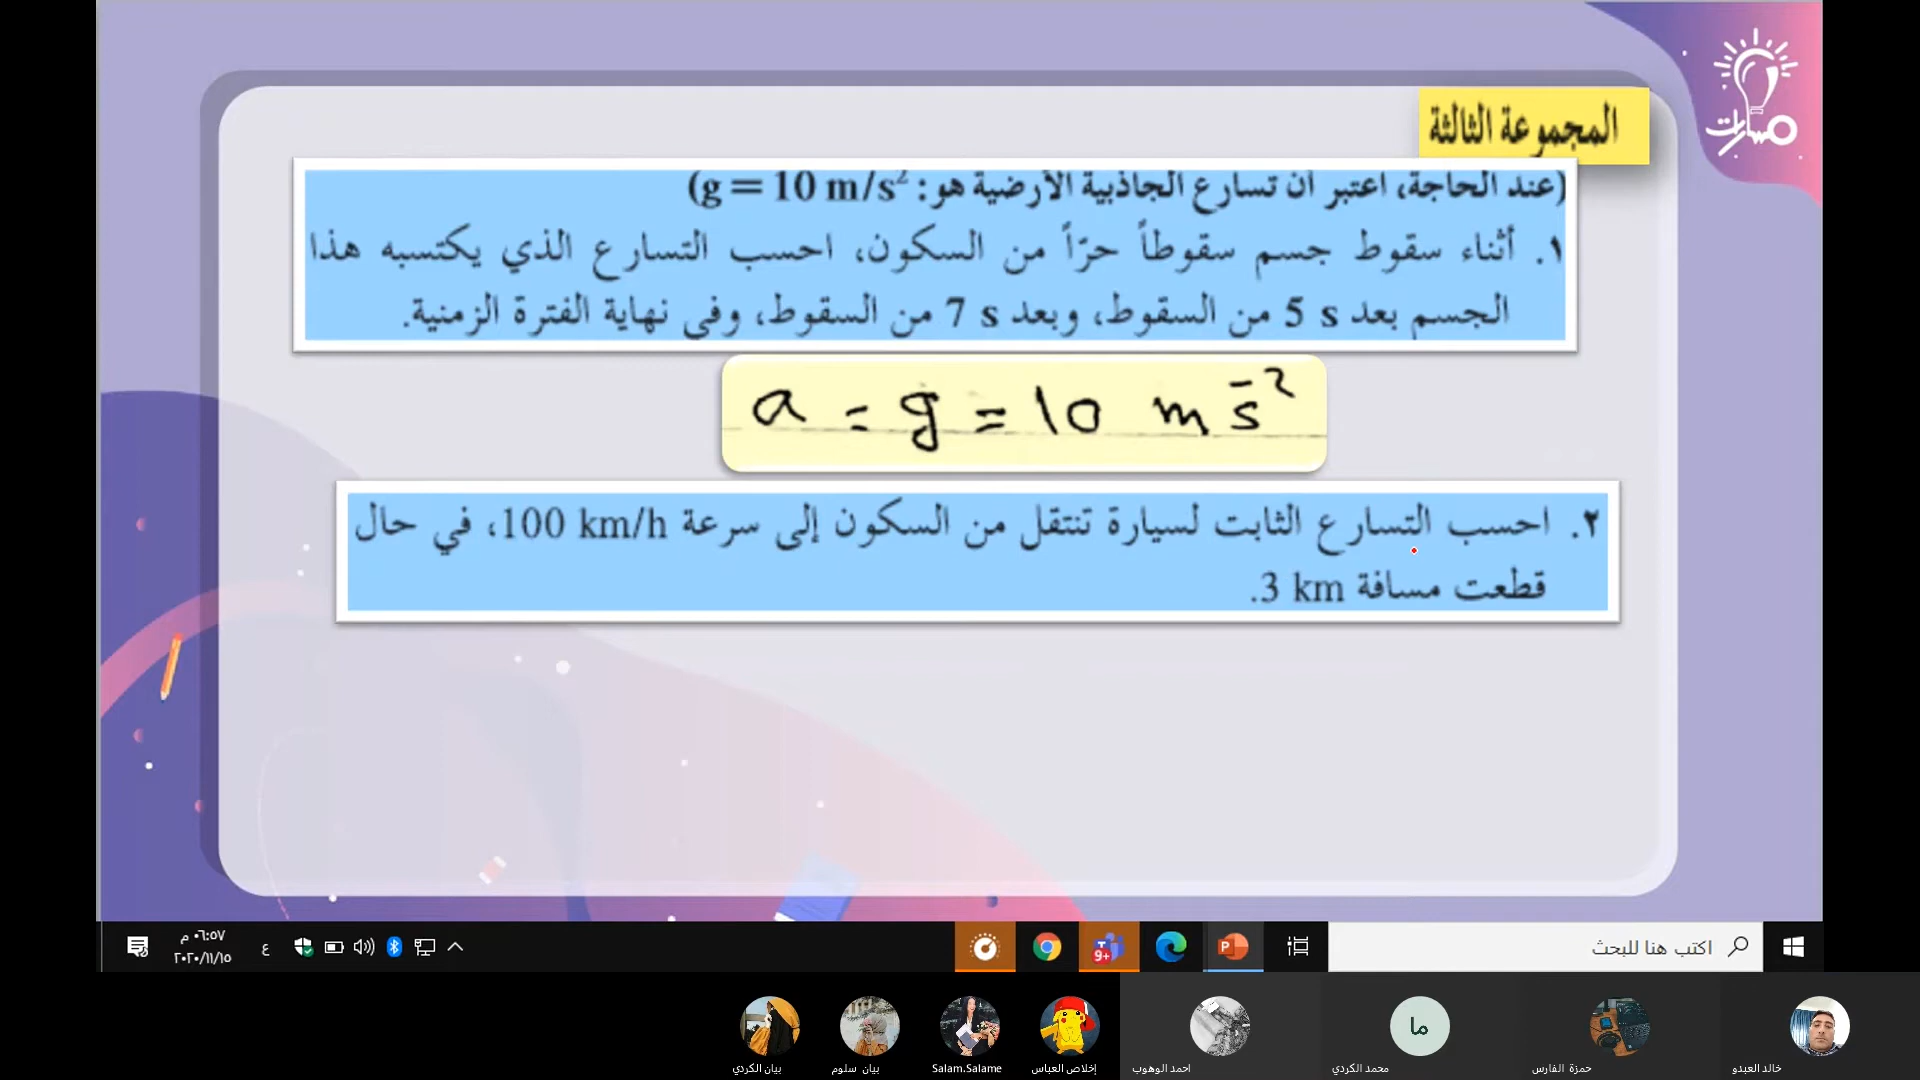 مسارات
المجموعة الثالثة
(عند الحاجة، اعتبر أن تسارع الجاذبية الأرضية هو: g = 10 m/s²)
١. أثناء سقوط جسم سقوطاً حرّاً من السكون، احسب التسارع الذي يكتسبه هذا
الجسم بعد 5 s من السقوط، وبعد 7 s من السقوط، وفي نهاية الفترة الزمنية.
a = g = 10 m s⁻²
٢. احسب التسارع الثابت لسيارة تنتقل من السكون إلى سرعة 100 km/h، في حال
قطعت مسافة 3 km.
٠٦:٥٧ م
٢٠٢٠/١١/١٥
ع
9+
اكتب هنا للبحث
ما
خالد العبدو
حمزة الفارس
محمد الكردي
احمد الوهوب
إخلاص العباس
Salam.Salame
بيان سلوم
بيان الكردي